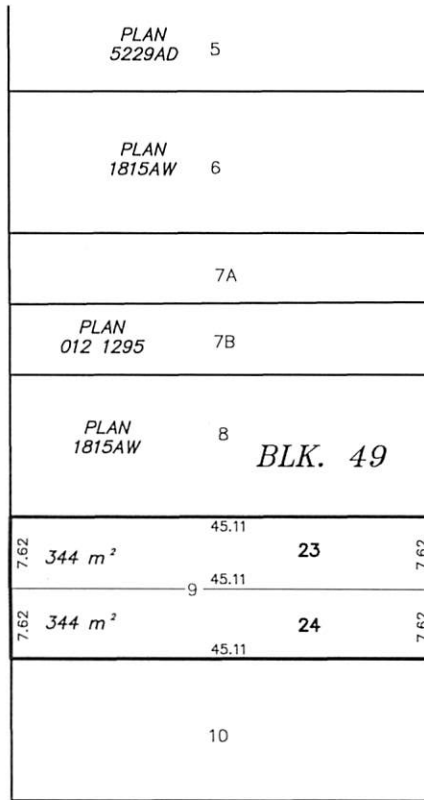 PLAN
5229AD 5
PLAN
1815AW 6
7A
PLAN
012 1295 7B
PLAN
1815AW 8
BLK. 49
45.11
7.62 344 m² 23 7.62
9 45.11
7.62 344 m² 24 7.62
45.11
10